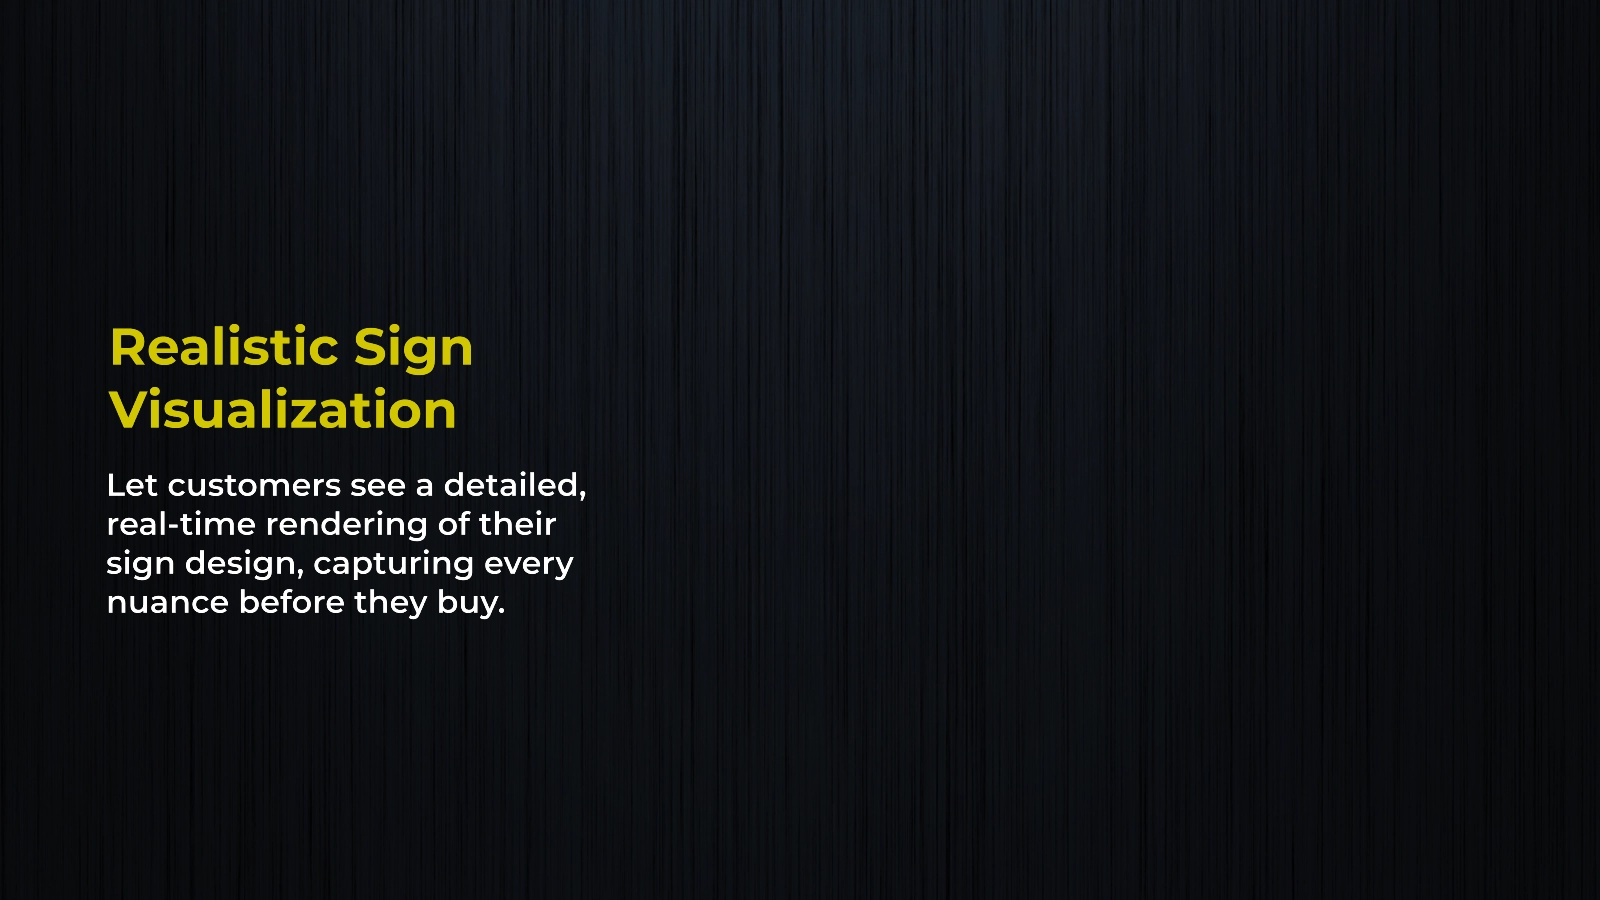 Realistic Sign
Visualization
Let customers see a detailed,
real-time rendering of their
sign design, capturing every
nuance before they buy.